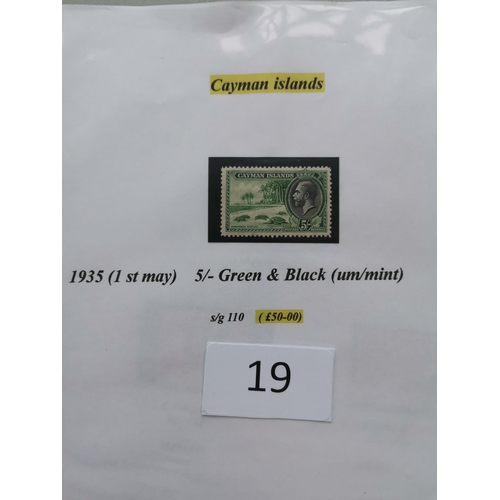 Cayman islands
CAYMAN ISLANDS
5/-
1935 (1 st may) 5/- Green & Black (um/mint)
s/g 110 (£50-00)
19